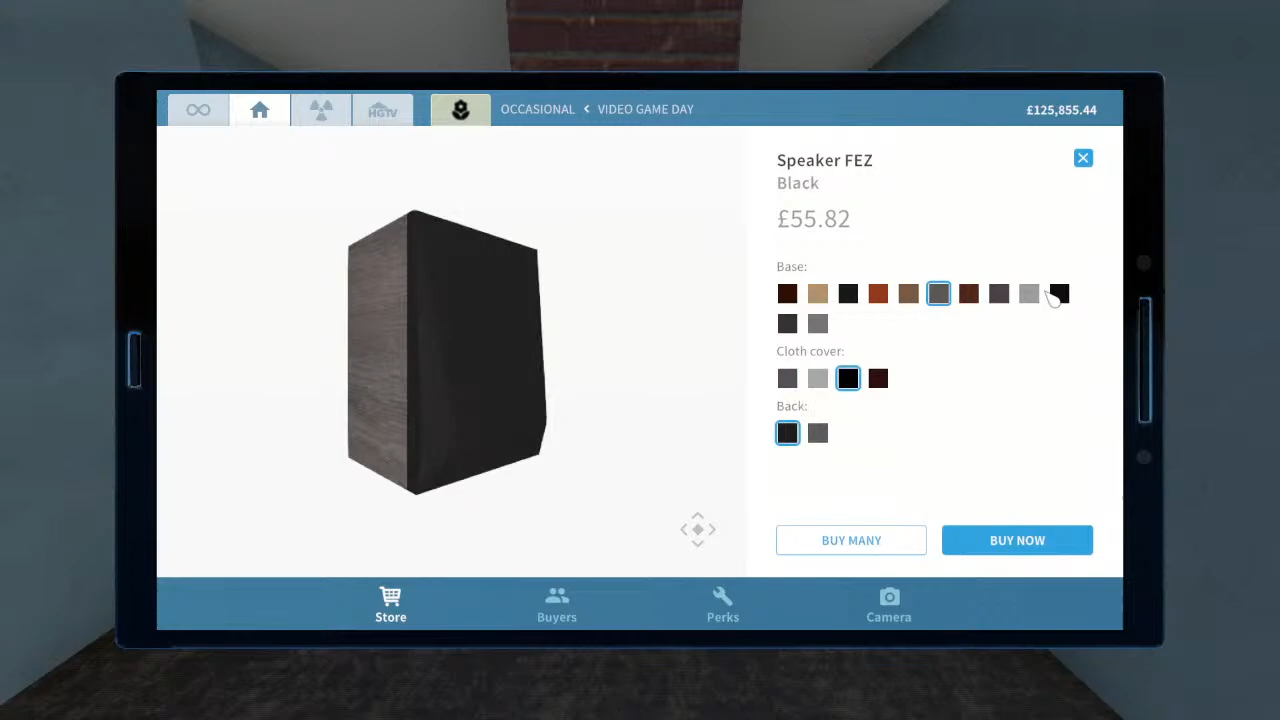 HGTV
OCCASIONAL < VIDEO GAME DAY
£125,855.44
Speaker FEZ
Black
£55.82
Base:
Cloth cover:
Back:
BUY MANY
BUY NOW
Store
Buyers
Perks
Camera